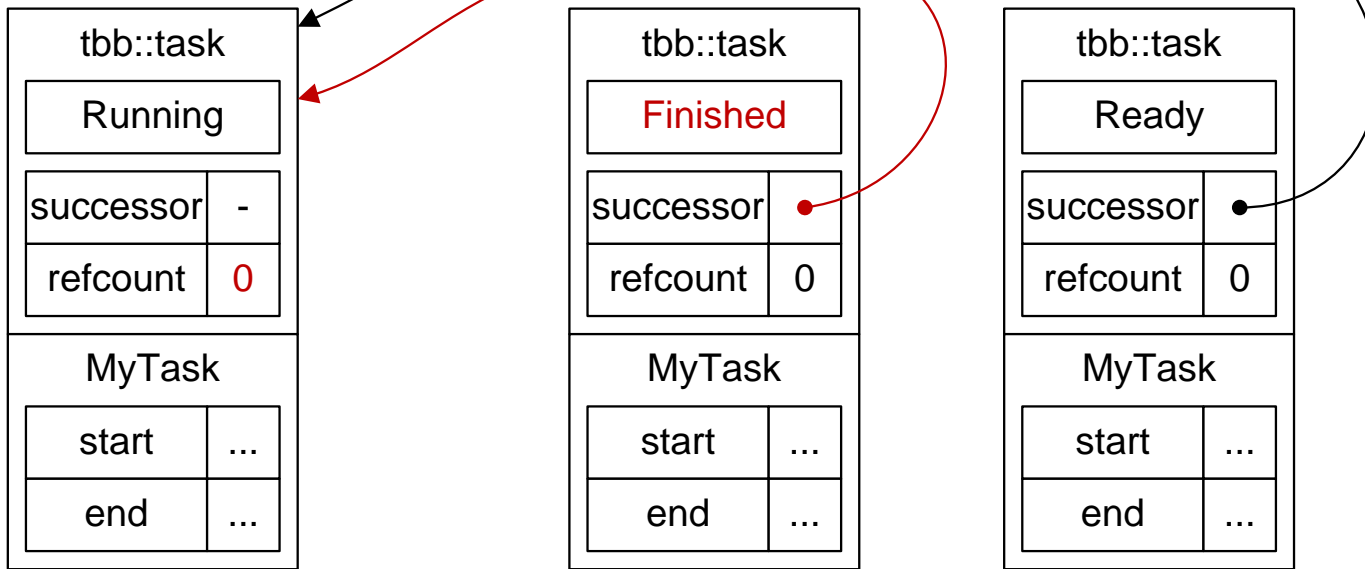 tbb::task
Running
successor -
refcount 0
MyTask
start ...
end ...
tbb::task
Finished
successor
refcount 0
MyTask
start ...
end ...
tbb::task
Ready
successor
refcount 0
MyTask
start ...
end ...